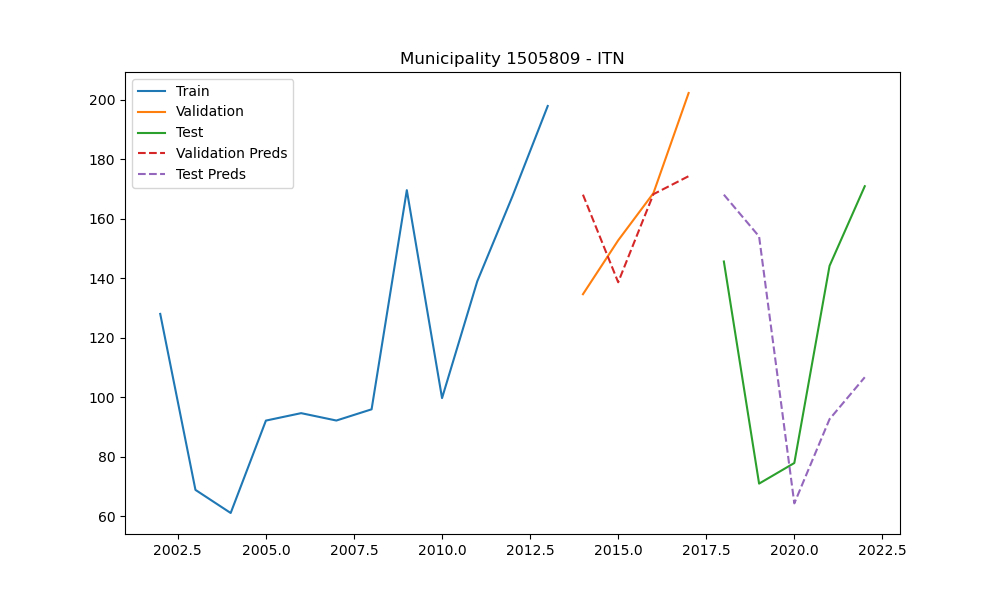 Municipality 1505809 - ITN
Train
Validation
Test
Validation Preds
Test Preds
200
180
160
140
120
100
80
60
2002.5 2005.0 2007.5 2010.0 2012.5 2015.0 2017.5 2020.0 2022.5